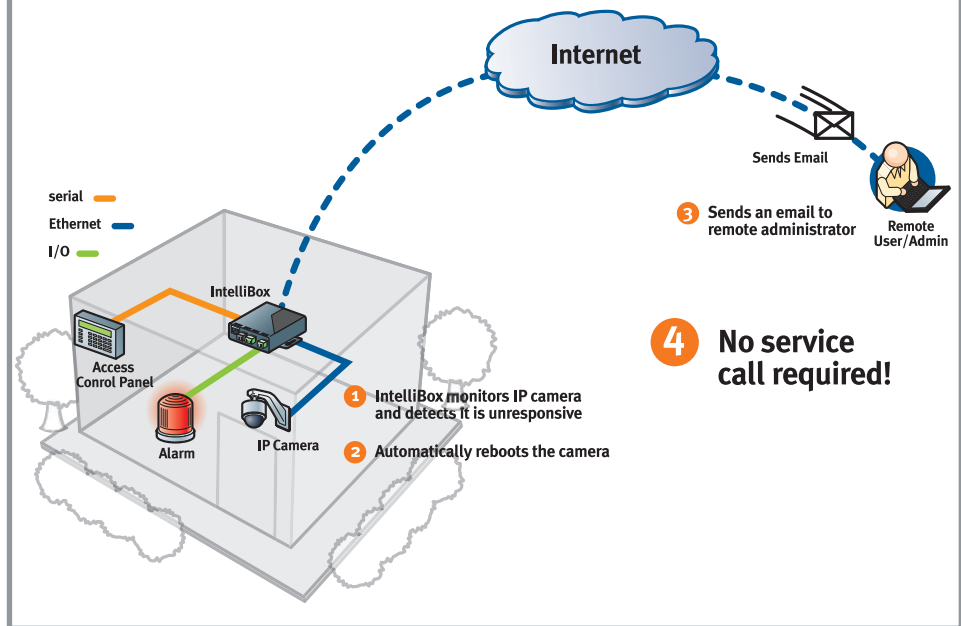 Internet
Sends Email
serial
Ethernet
I/O
3 Sends an email to
remote administrator
Remote
User/Admin
IntelliBox
4 No service
call required!
Access
Conrol Panel
1 IntelliBox monitors IP camera
and detects it is unresponsive
Alarm
IP Camera
2 Automatically reboots the camera